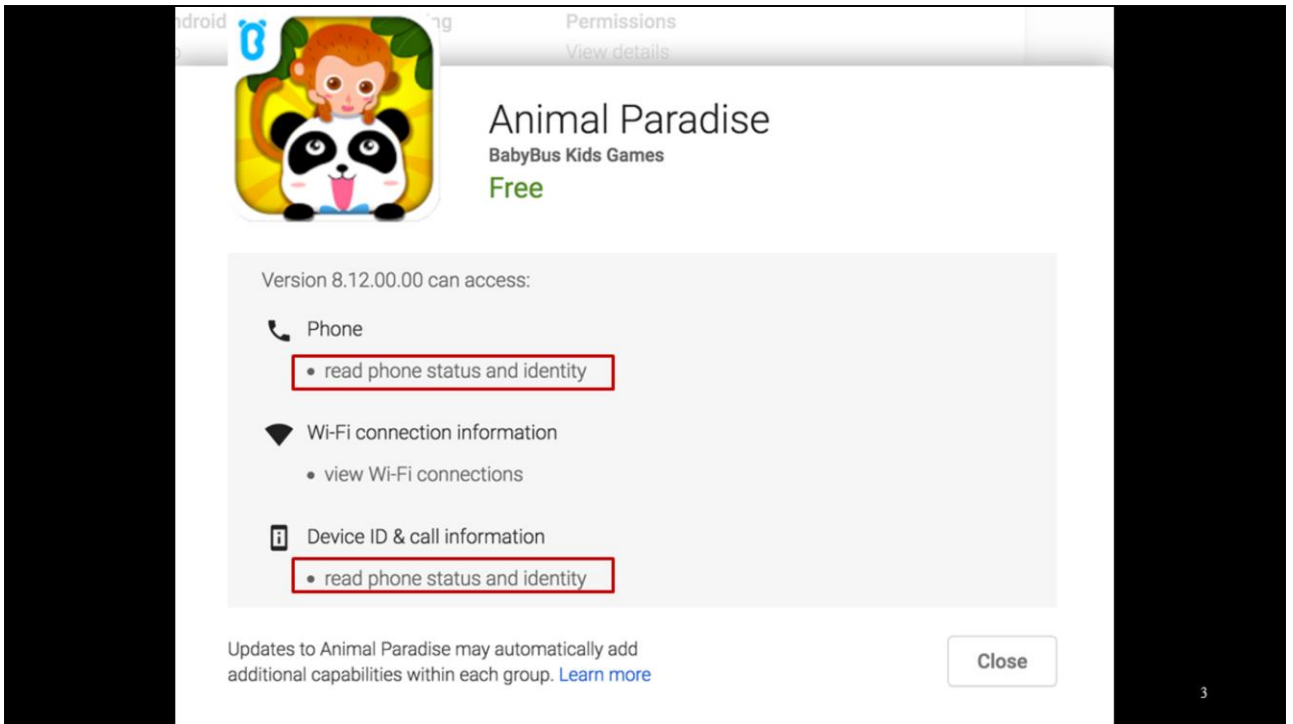 Permissions
View details
Animal Paradise
BabyBus Kids Games
Free
Version 8.12.00.00 can access:
Phone
• read phone status and identity
Wi-Fi connection information
• view Wi-Fi connections
Device ID & call information
• read phone status and identity
Updates to Animal Paradise may automatically add
additional capabilities within each group. Learn more
Close
3